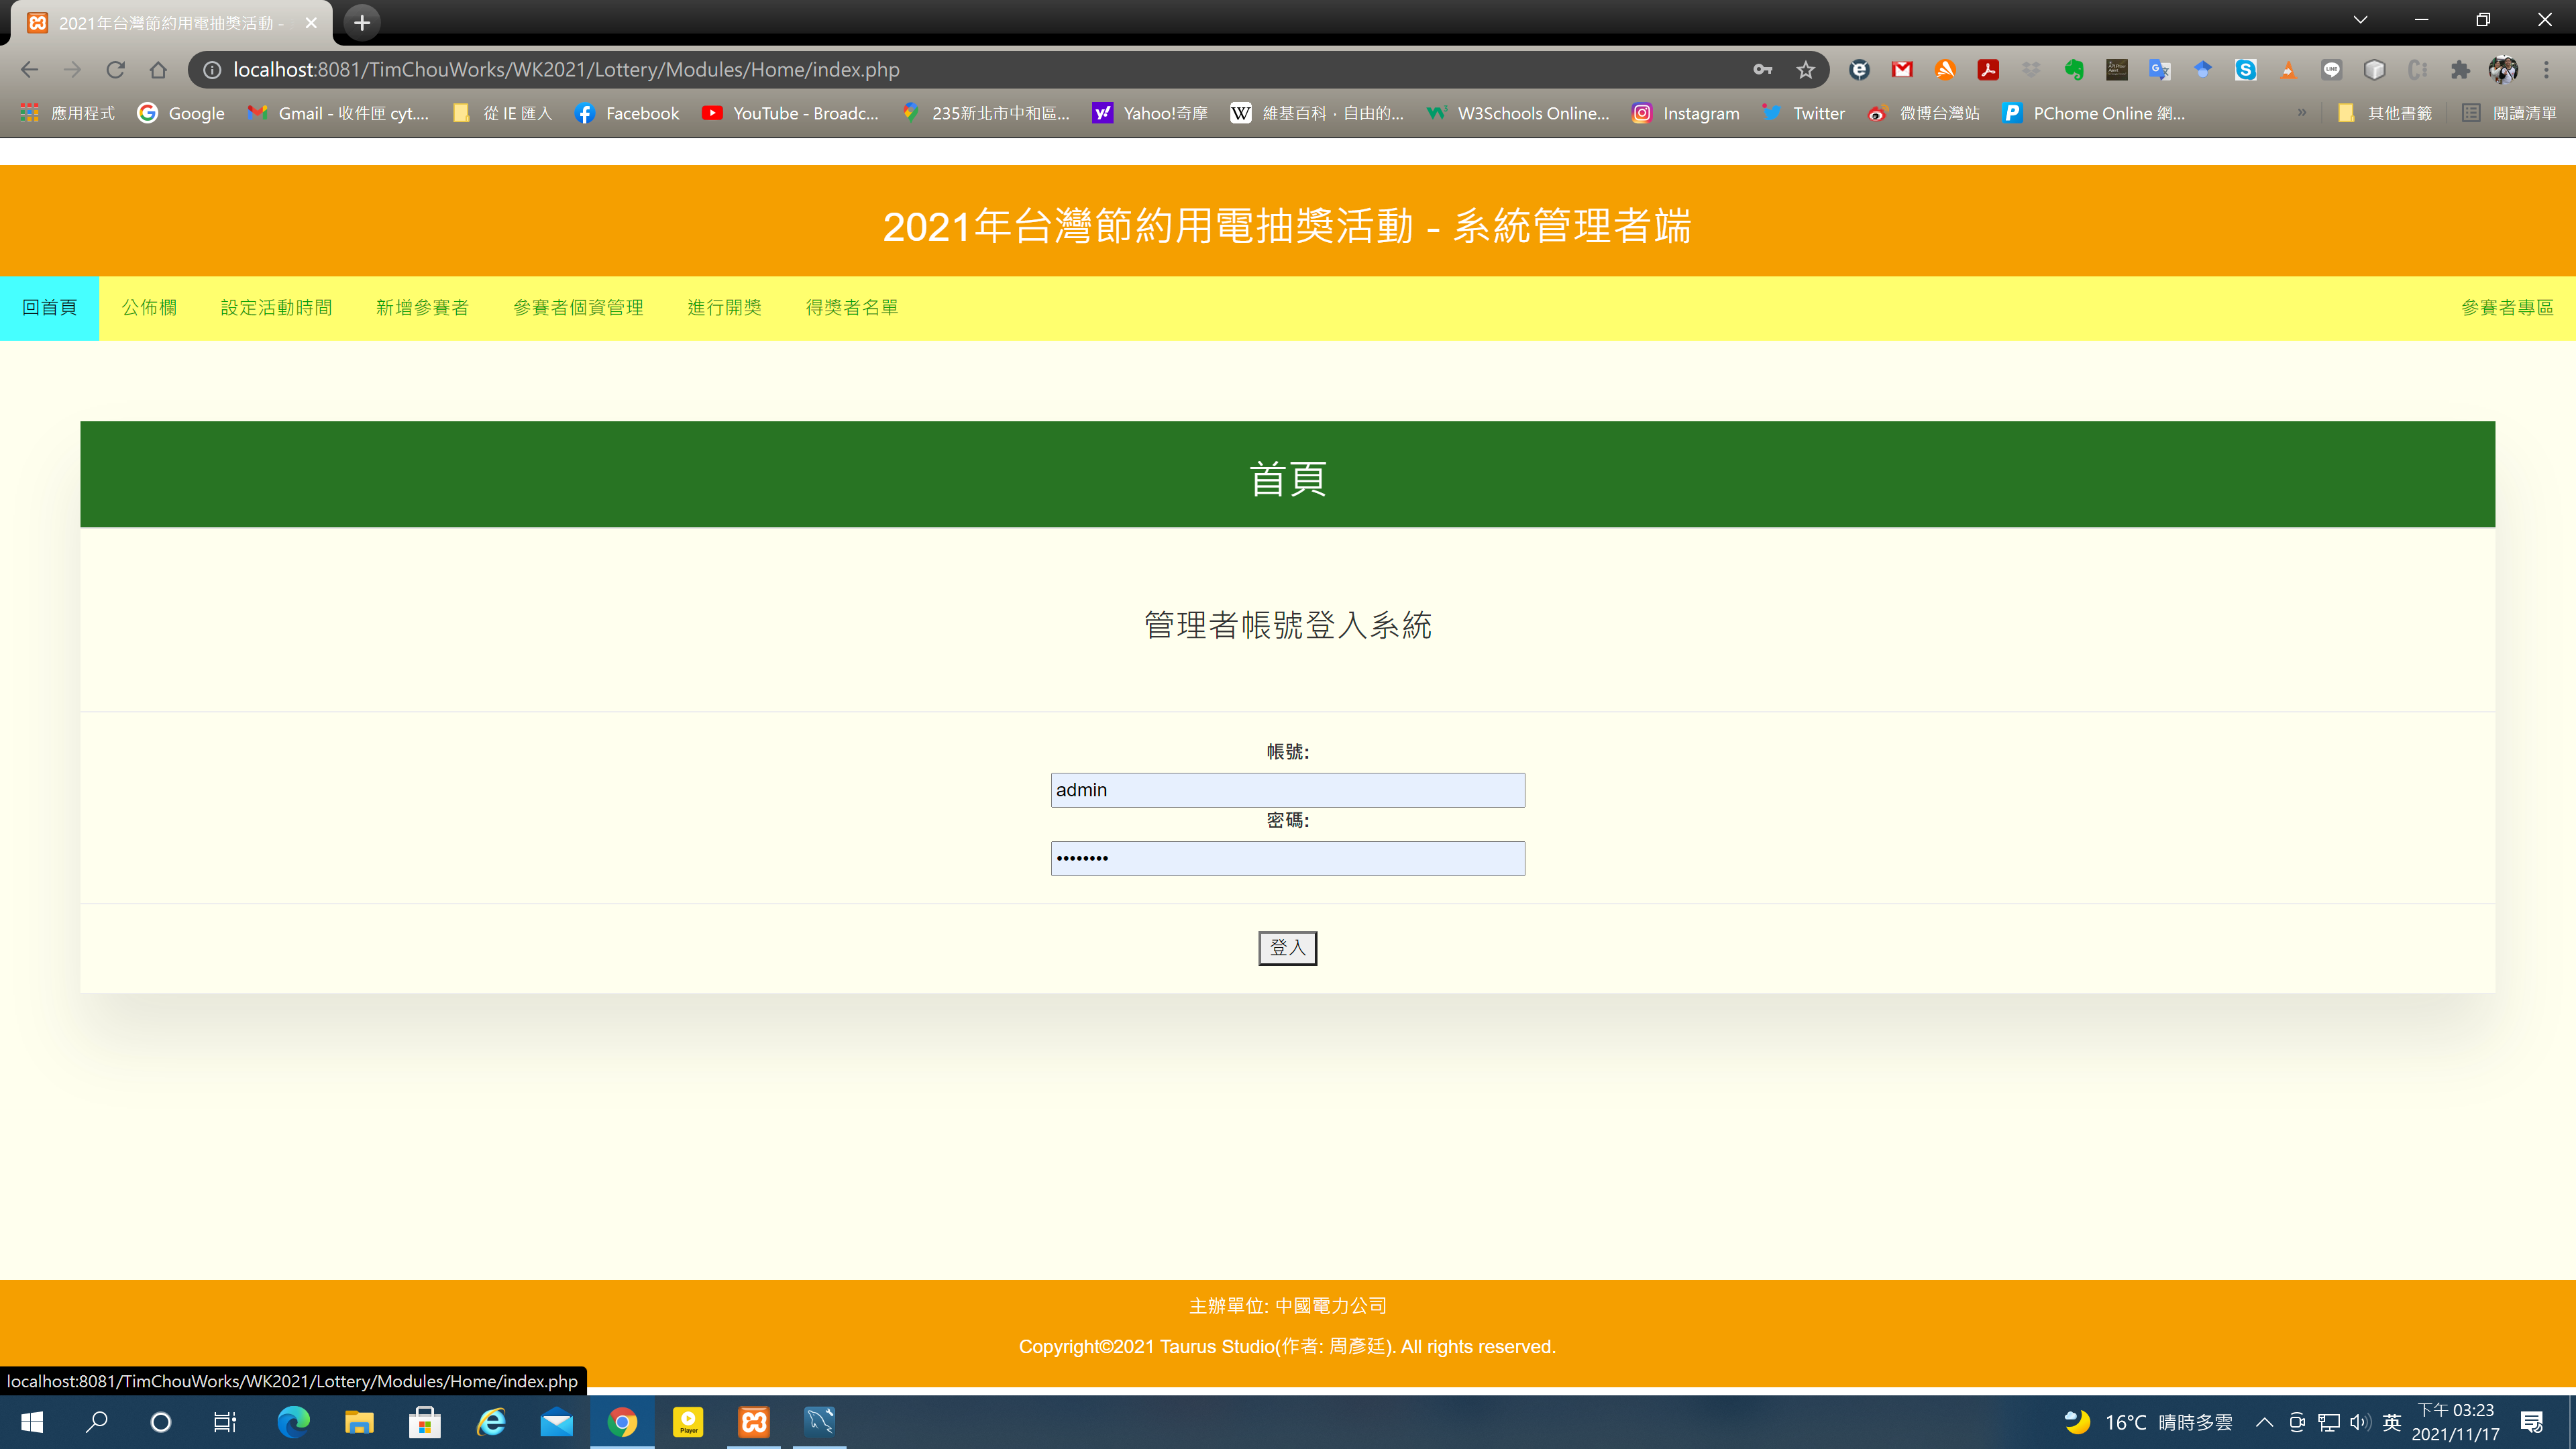 2021年台灣節約用電抽獎活動 -
localhost:8081/TimChouWorks/WK2021/Lottery/Modules/Home/index.php
應用程式 Google Gmail - 收件匣 cyt.... 從 IE 匯入 Facebook YouTube - Broadc... 235新北市中和區... Yahoo!奇摩 維基百科，自由的... W3Schools Online... Instagram Twitter 微博台灣站 PChome Online 網... » 其他書籤 閱讀清單
2021年台灣節約用電抽獎活動 - 系統管理者端
回首頁 公佈欄 設定活動時間 新增參賽者 參賽者個資管理 進行開獎 得獎者名單 參賽者專區
首頁
管理者帳號登入系統
帳號:
admin
密碼:
••••••••
登入
主辦單位: 中國電力公司
Copyright©2021 Taurus Studio(作者: 周彥廷). All rights reserved.
localhost:8081/TimChouWorks/WK2021/Lottery/Modules/Home/index.php
16°C 晴時多雲 英 下午 03:23
2021/11/17